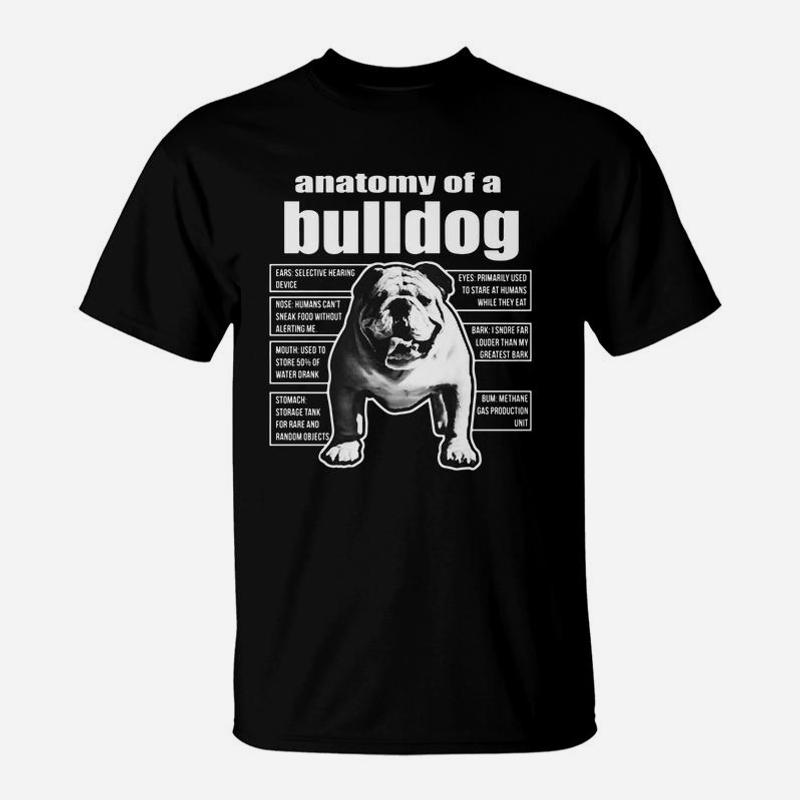 anatomy of a
bulldog
EARS: SELECTIVE HEARING
DEVICE
NOSE: HUMANS CAN'T
SNEAK FOOD WITHOUT
ALERTING ME
MOUTH: USED TO
STORE 50% OF
WATER DRANK
STOMACH:
STORAGE TANK
FOR RARE AND
RANDOM OBJECTS
EYES: PRIMARILY USED
TO STARE AT HUMANS
WHILE THEY EAT
BARK: I SNORE FAR
LOUDER THAN MY
GREATEST BARK
BUM: METHANE
GAS PRODUCTION
UNIT